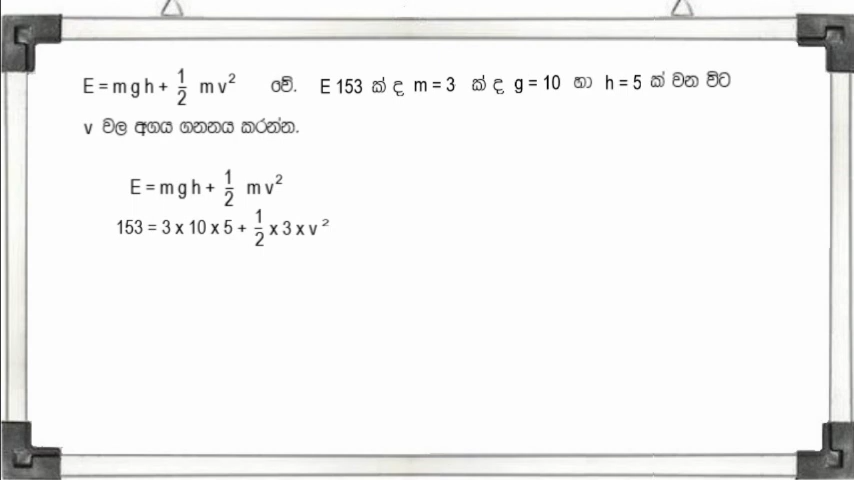 E = m g h + 1/2 m v² වේ. E 153 ක් ද m = 3 ක් ද g = 10 හා h = 5 ක් වන විට
v වල අගය ගනනය කරන්න.
E = m g h + 1/2 m v²
153 = 3 x 10 x 5 + 1/2 x 3 x v²